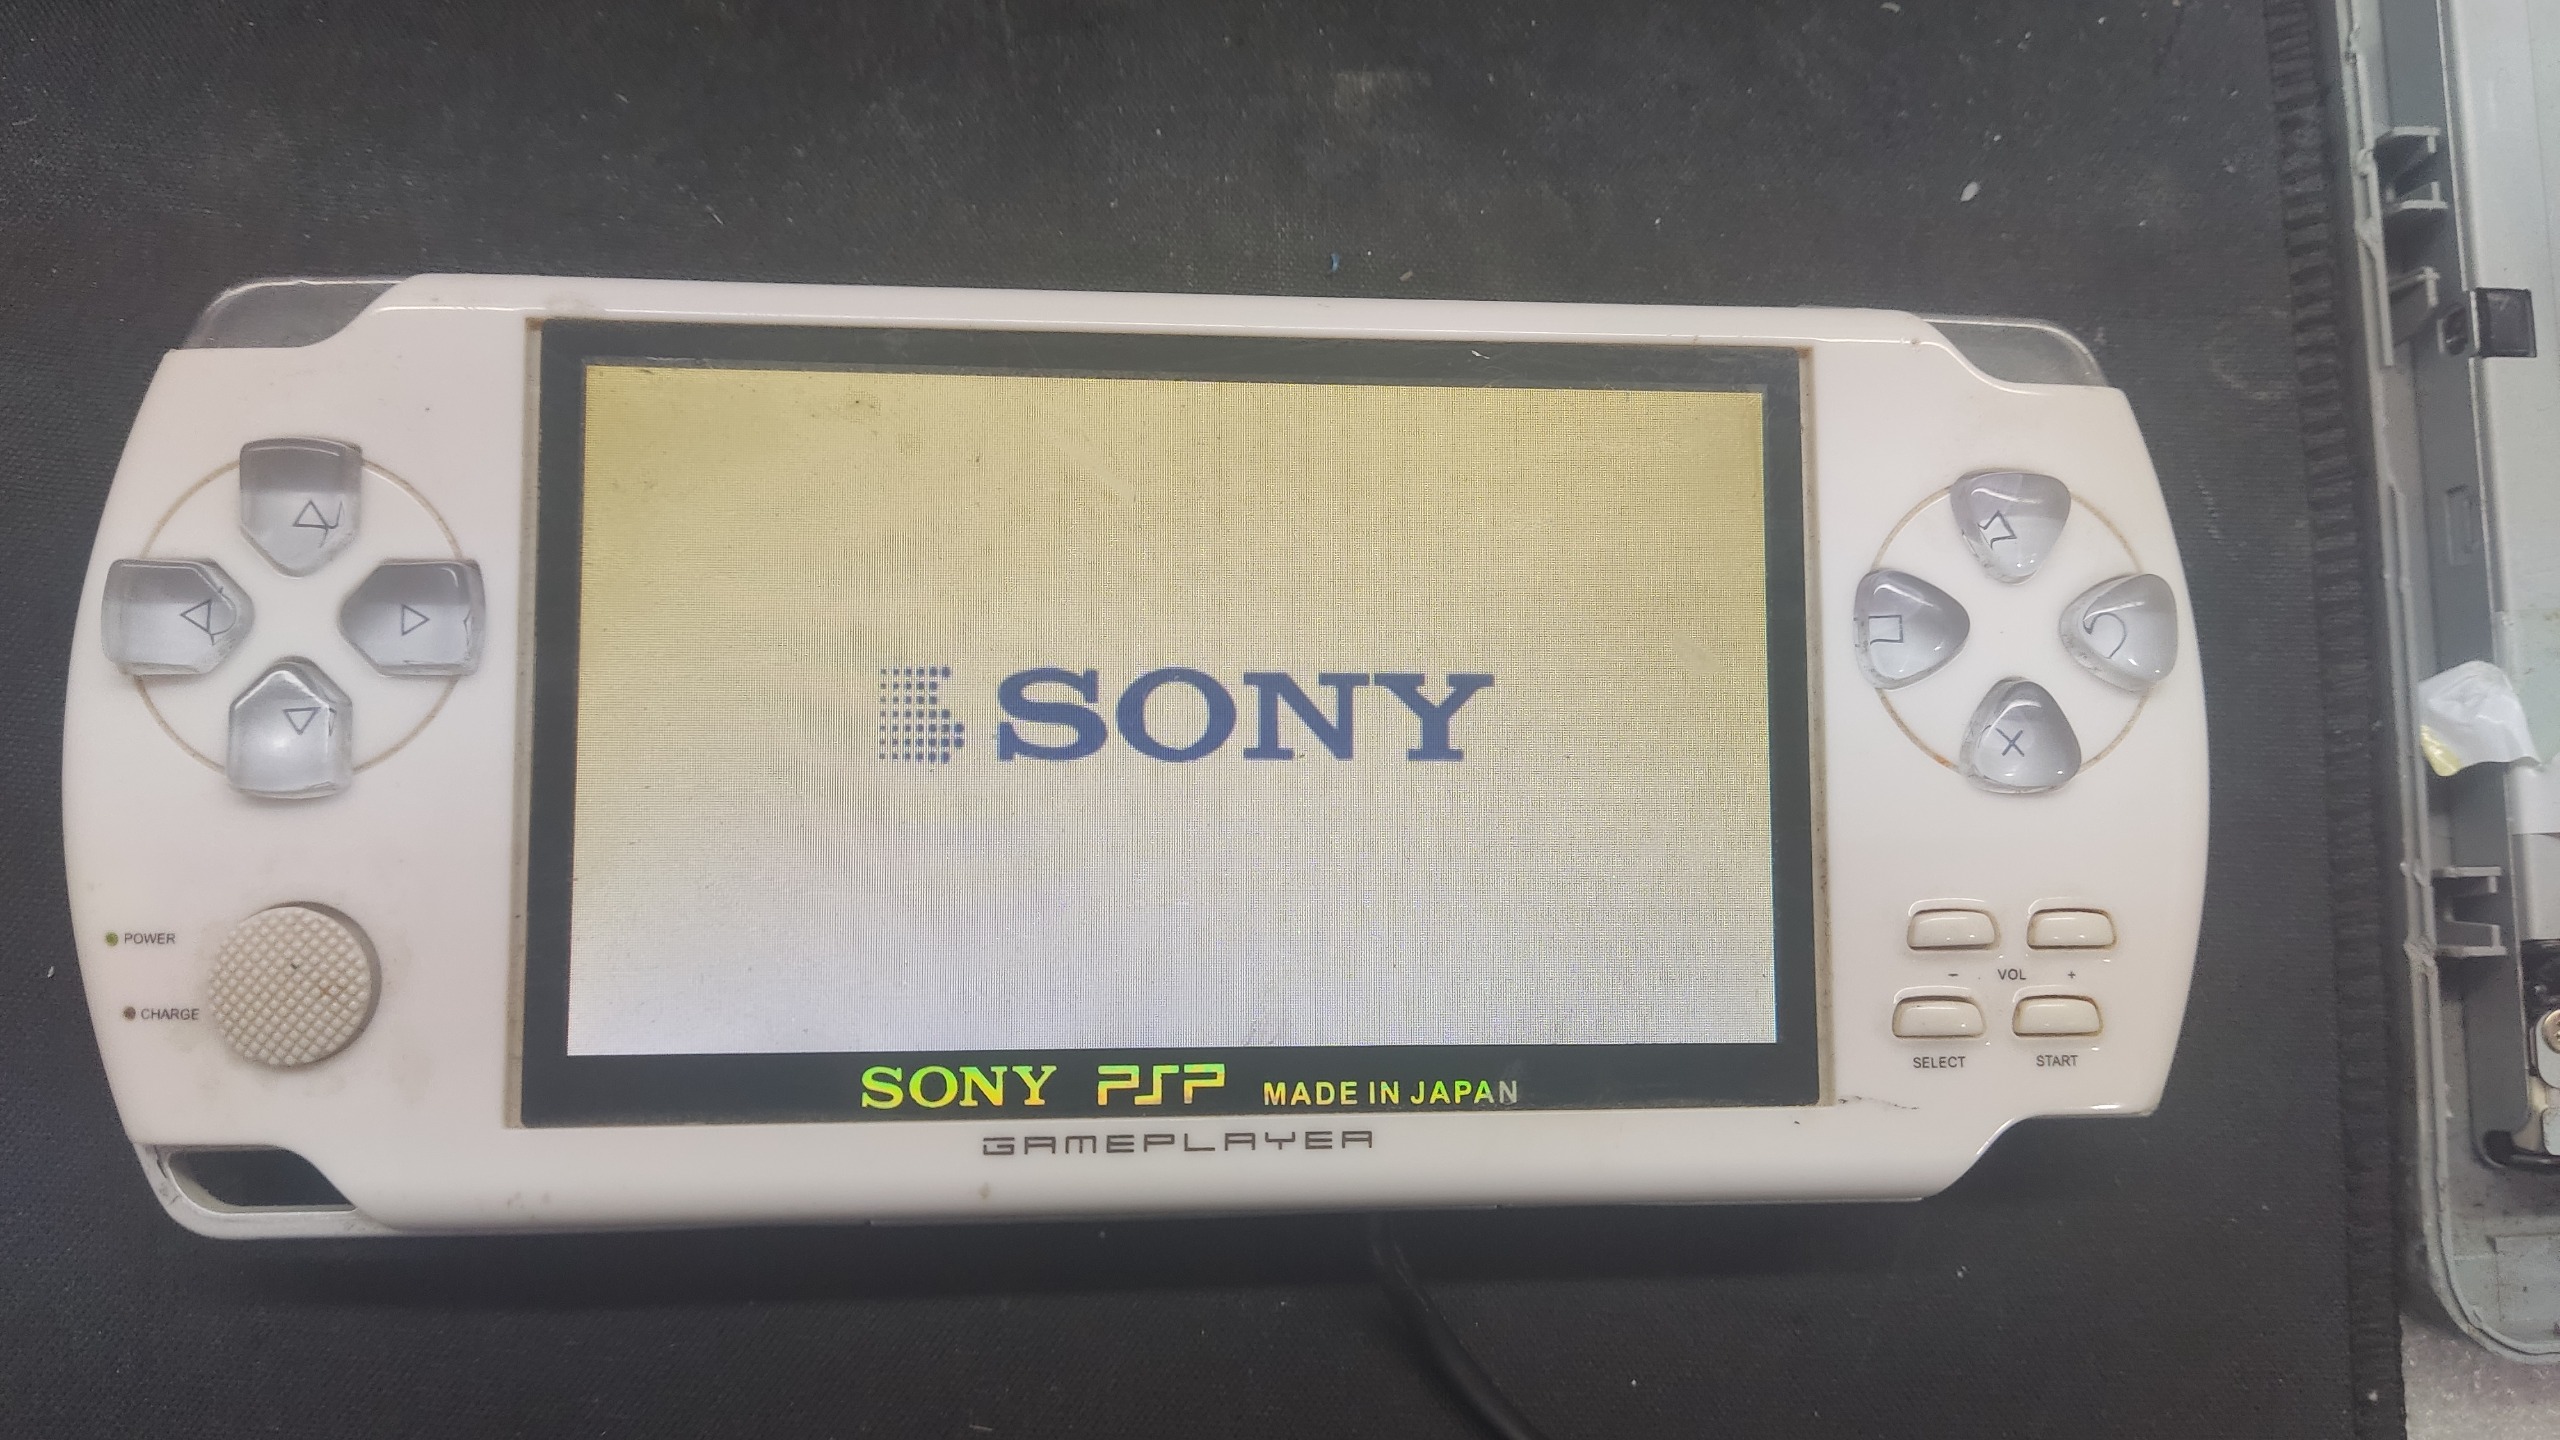 SONY
POWER
CHARGE
- VOL +
SELECT START
SONY PSP MADE IN JAPAN
GAMEPLAYER